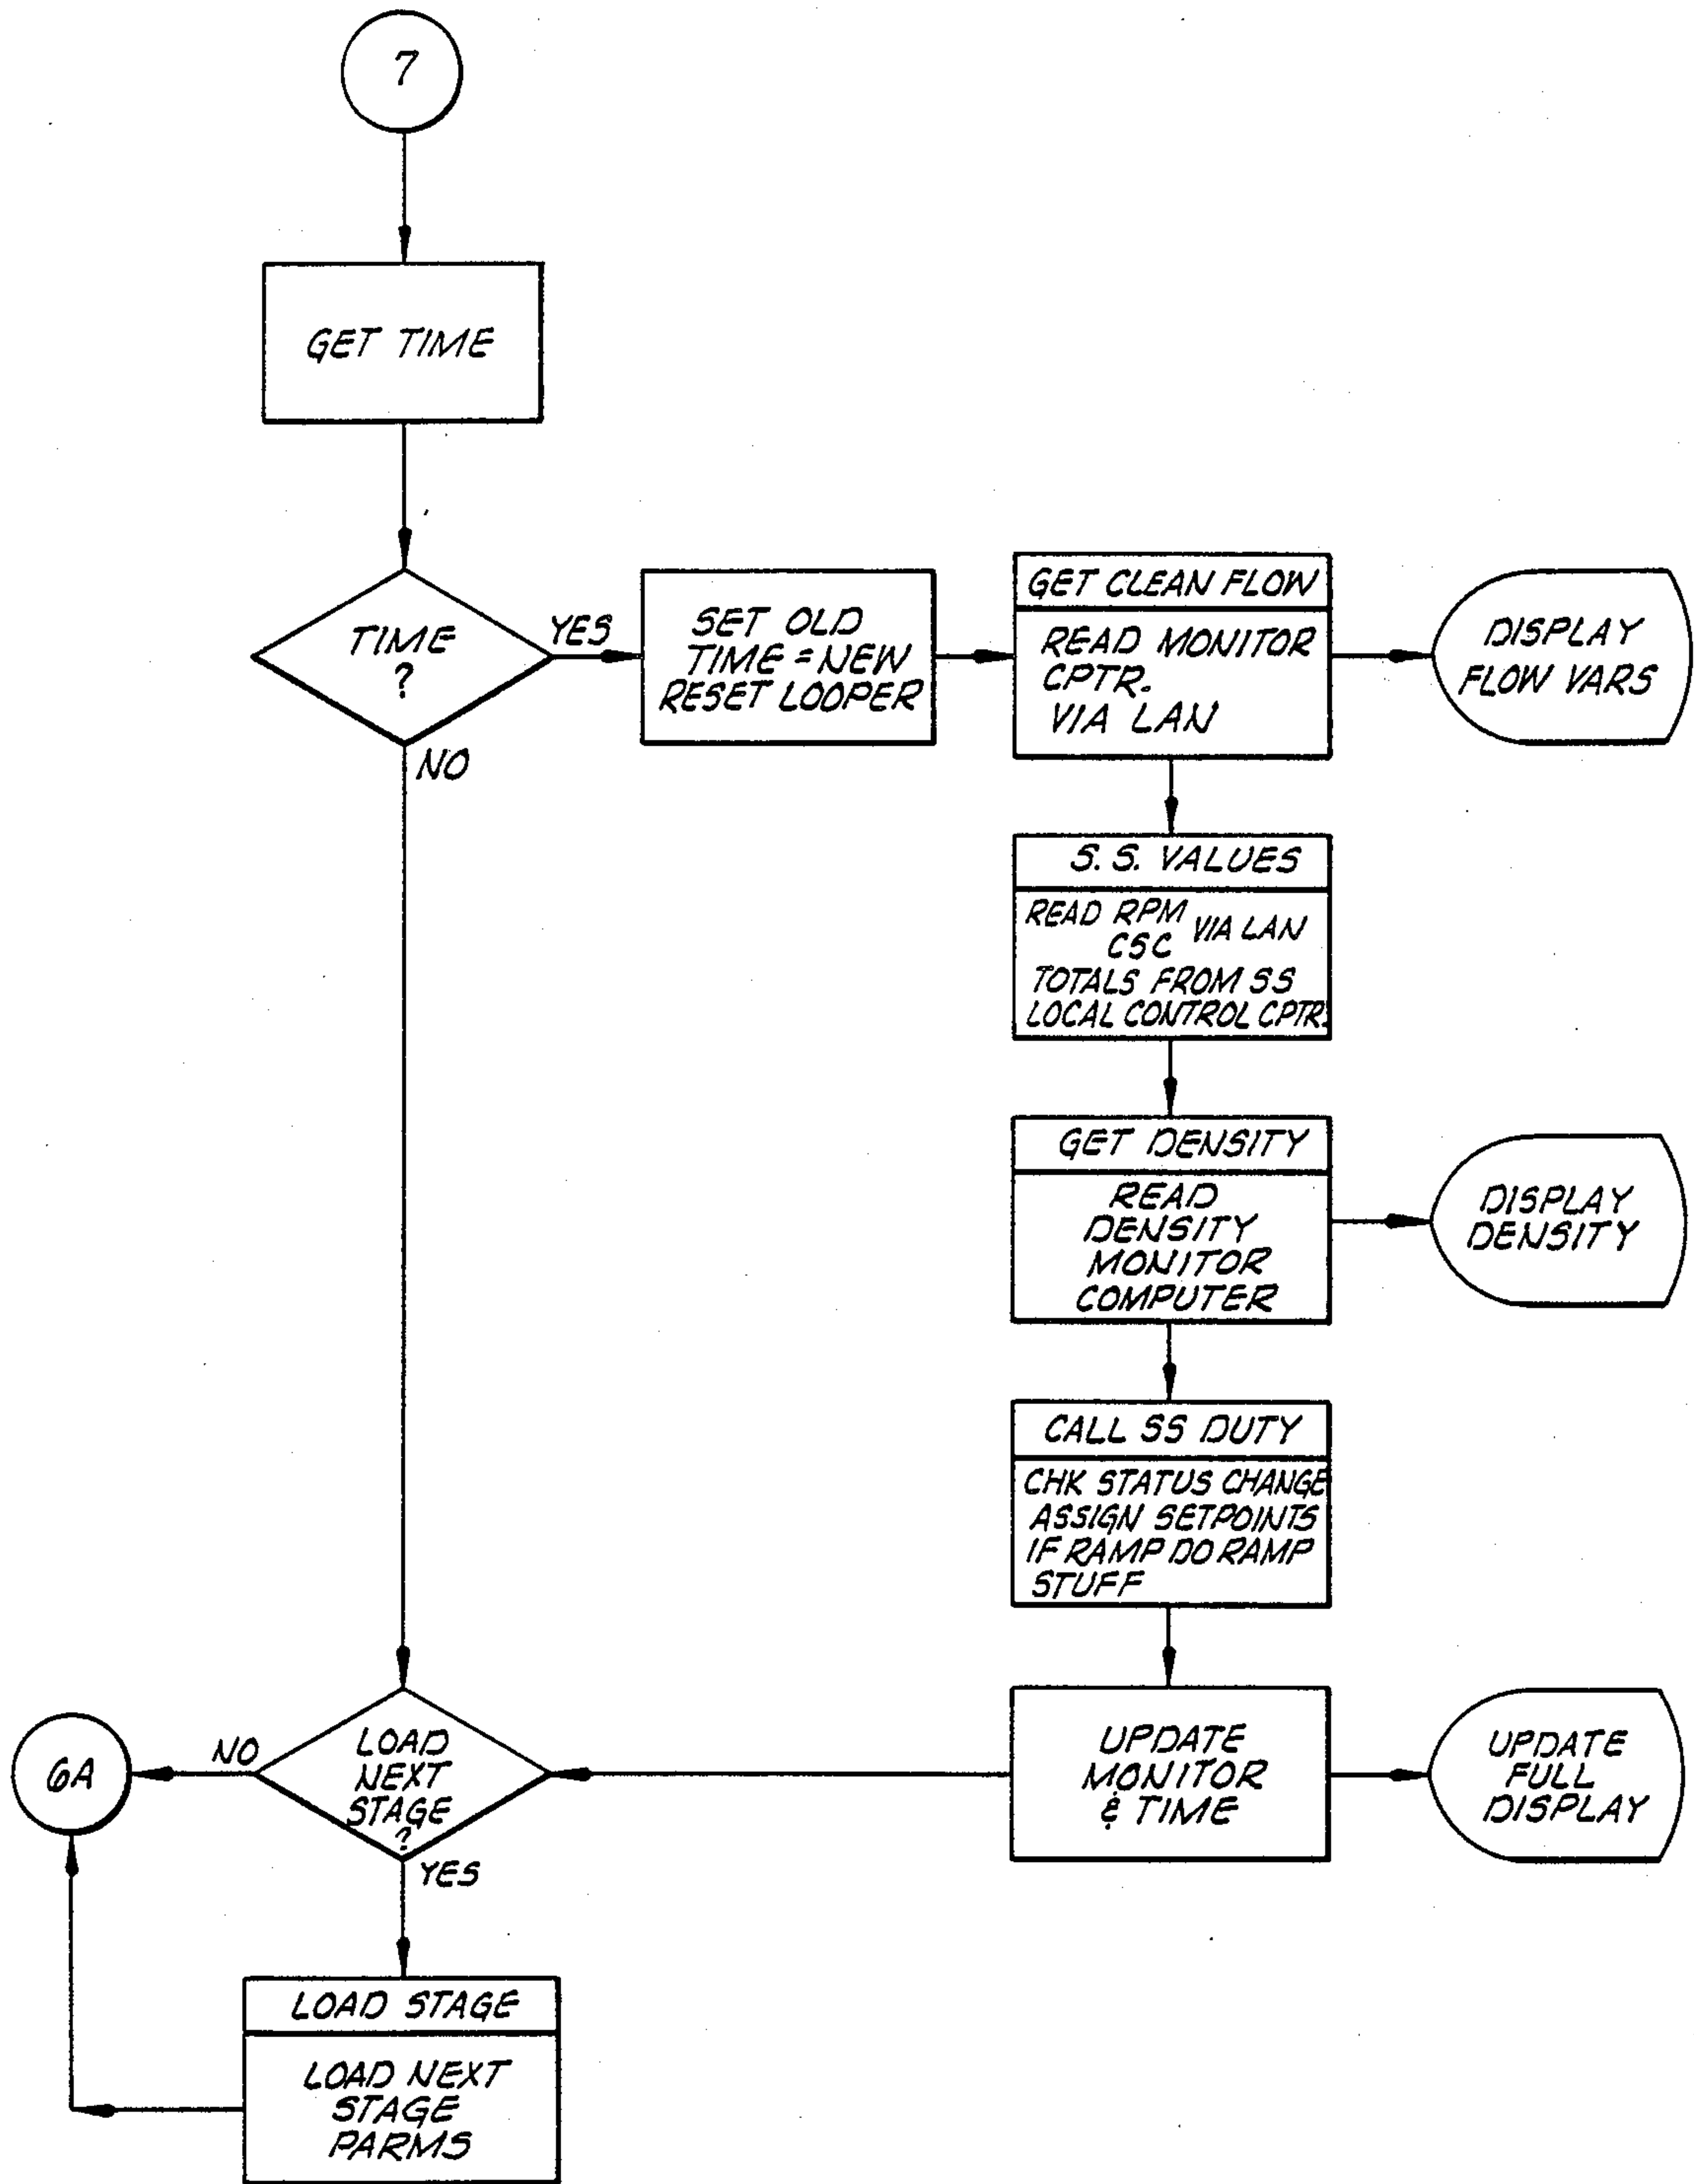 7
GET TIME
TIME
?
YES
NO
SET OLD
TIME = NEW
RESET LOOPER
GET CLEAN FLOW
READ MONITOR
CPTR.
VIA LAN
DISPLAY
FLOW VARS
S. S. VALUES
READ RPM VIA LAN
CSC
TOTALS FROM SS
LOCAL CONTROL CPTR.
GET DENSITY
READ
DENSITY
MONITOR
COMPUTER
DISPLAY
DENSITY
CALL SS DUTY
CHK STATUS CHANGE
ASSIGN SETPOINTS
IF RAMP DO RAMP
STUFF
UPDATE
MONITOR
& TIME
UPDATE
FULL
DISPLAY
LOAD
NEXT
STAGE
?
NO
6A
YES
LOAD STAGE
LOAD NEXT
STAGE
PARMS